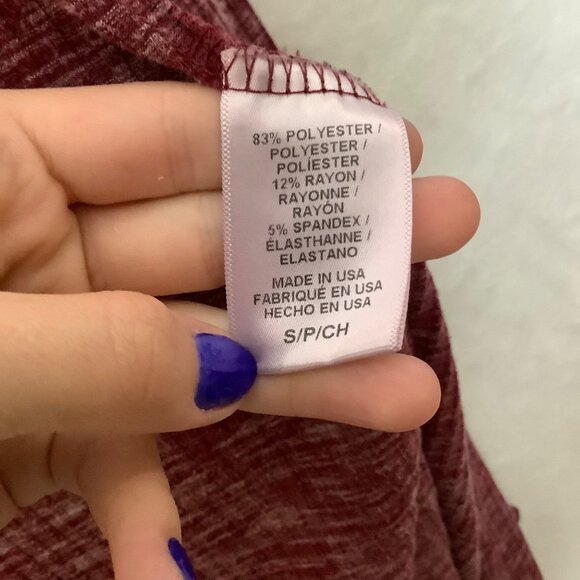 83% POLYESTER /
POLYESTER /
POLÍESTER
12% RAYON /
RAYONNE /
RAYÓN
5% SPANDEX /
ÉLASTHANNE /
ELASTANO
MADE IN USA
FABRIQUÉ EN USA
HECHO EN USA
S/P/CH